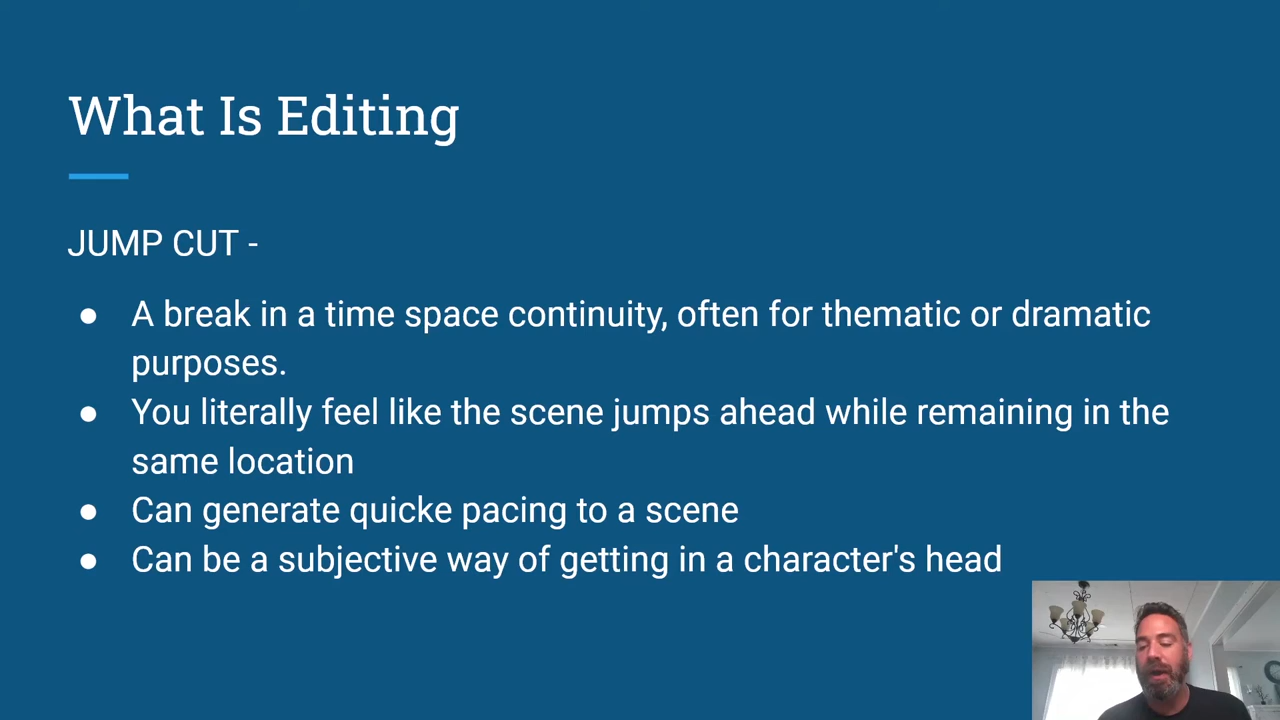 What Is Editing
JUMP CUT -
● A break in a time space continuity, often for thematic or dramatic
purposes.
● You literally feel like the scene jumps ahead while remaining in the
same location
● Can generate quicke pacing to a scene
● Can be a subjective way of getting in a character's head